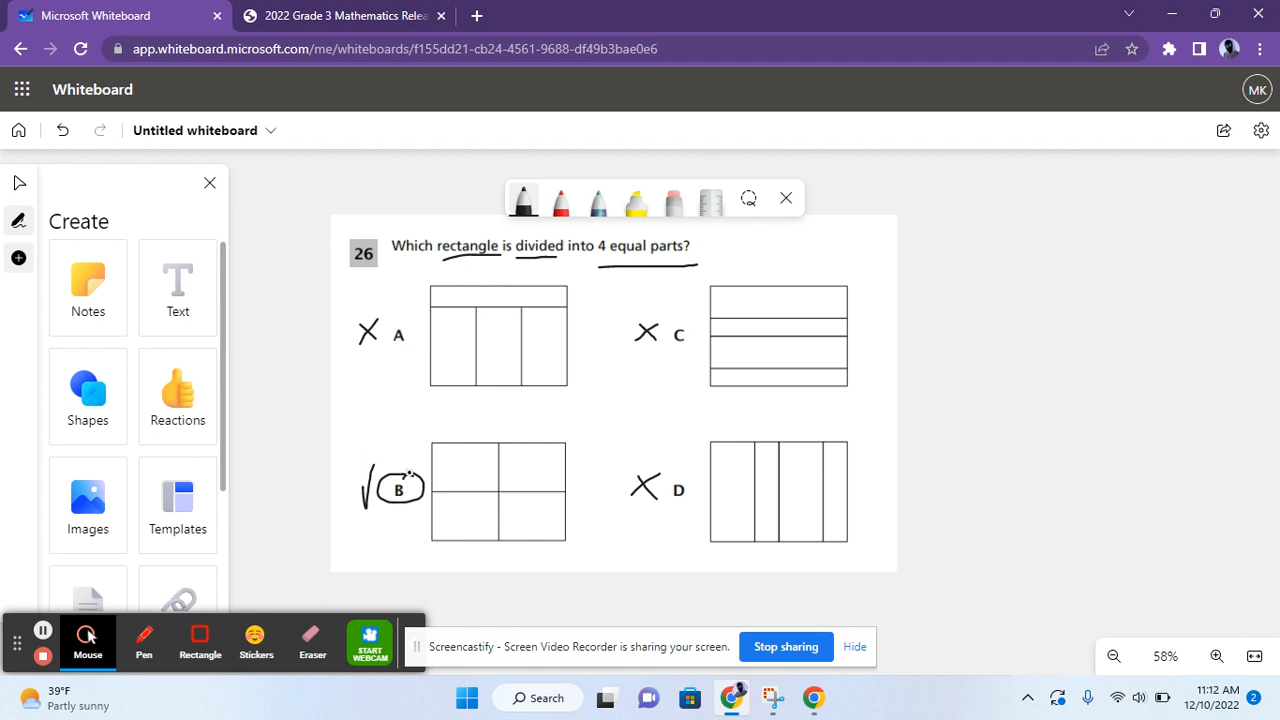 Microsoft Whiteboard
2022 Grade 3 Mathematics Relea
app.whiteboard.microsoft.com/me/whiteboards/f155dd21-cb24-4561-9688-df49b3bae0e6
Whiteboard
MK
Untitled whiteboard
Create
Notes
Text
Shapes
Reactions
Images
Templates
26 Which rectangle is divided into 4 equal parts?
A
C
B
D
Mouse
Pen
Rectangle
Stickers
Eraser
START WEBCAM
Screencastify - Screen Video Recorder is sharing your screen.
Stop sharing
Hide
58%
39°F
Partly sunny
Search
11:12 AM
12/10/2022
2